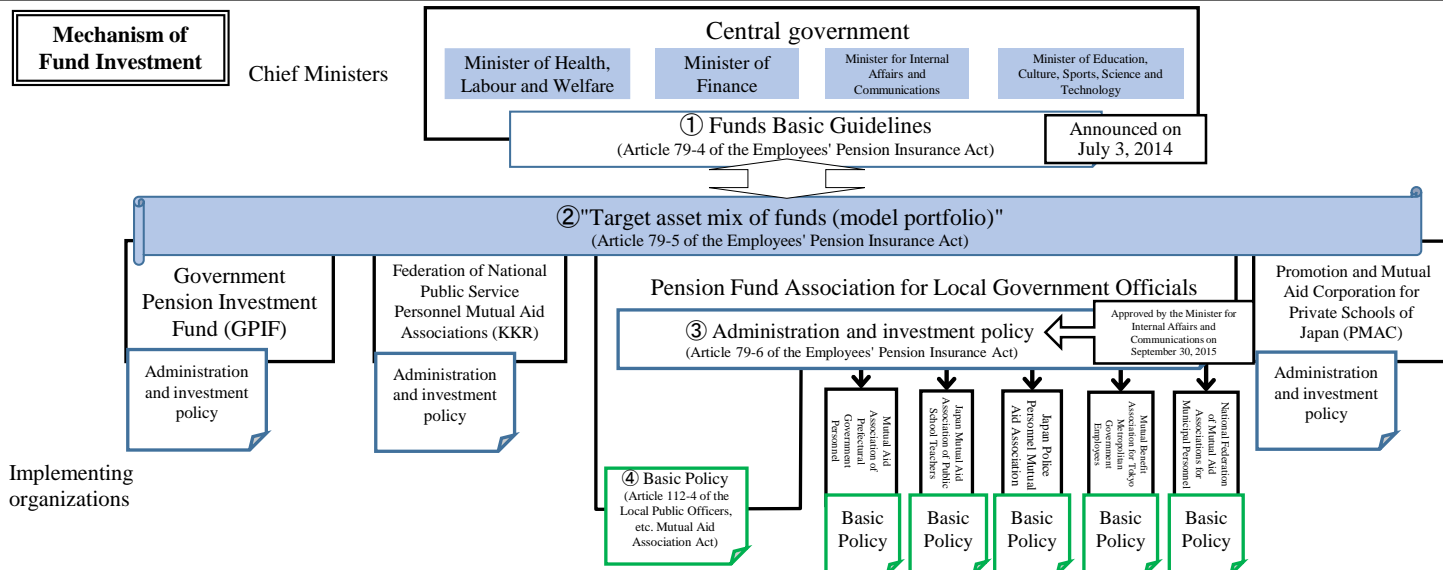 Mechanism of
Fund Investment
Chief Ministers
Central government
Minister of Health,
Labour and Welfare
Minister of
Finance
Minister for Internal
Affairs and
Communications
Minister of Education,
Culture, Sports, Science and
Technology
① Funds Basic Guidelines
(Article 79-4 of the Employees' Pension Insurance Act)
Announced on
July 3, 2014
②"Target asset mix of funds (model portfolio)"
(Article 79-5 of the Employees' Pension Insurance Act)
Government
Pension Investment
Fund (GPIF)
Administration
and investment
policy
Federation of National
Public Service
Personnel Mutual Aid
Associations (KKR)
Administration
and investment
policy
Pension Fund Association for Local Government Officials
③ Administration and investment policy
(Article 79-6 of the Employees' Pension Insurance Act)
Approved by the Minister for
Internal Affairs and
Communications on
September 30, 2015
Promotion and Mutual
Aid Corporation for
Private Schools of
Japan (PMAC)
Administration
and investment
policy
Implementing
organizations
④ Basic Policy
(Article 112-4 of the
Local Public Officers,
etc. Mutual Aid
Association Act)
Mutual Aid
Association of
Prefectural
Government
Personnel
Basic
Policy
Japan Mutual Aid
Association of Public
School Teachers
Basic
Policy
Japan Police
Personnel Mutual
Aid Association
Basic
Policy
Mutual Benefit
Association for Tokyo
Metropolitan
Government
Employees
Basic
Policy
National Federation
of Mutual Aid
Associations for
Municipal Personnel
Basic
Policy